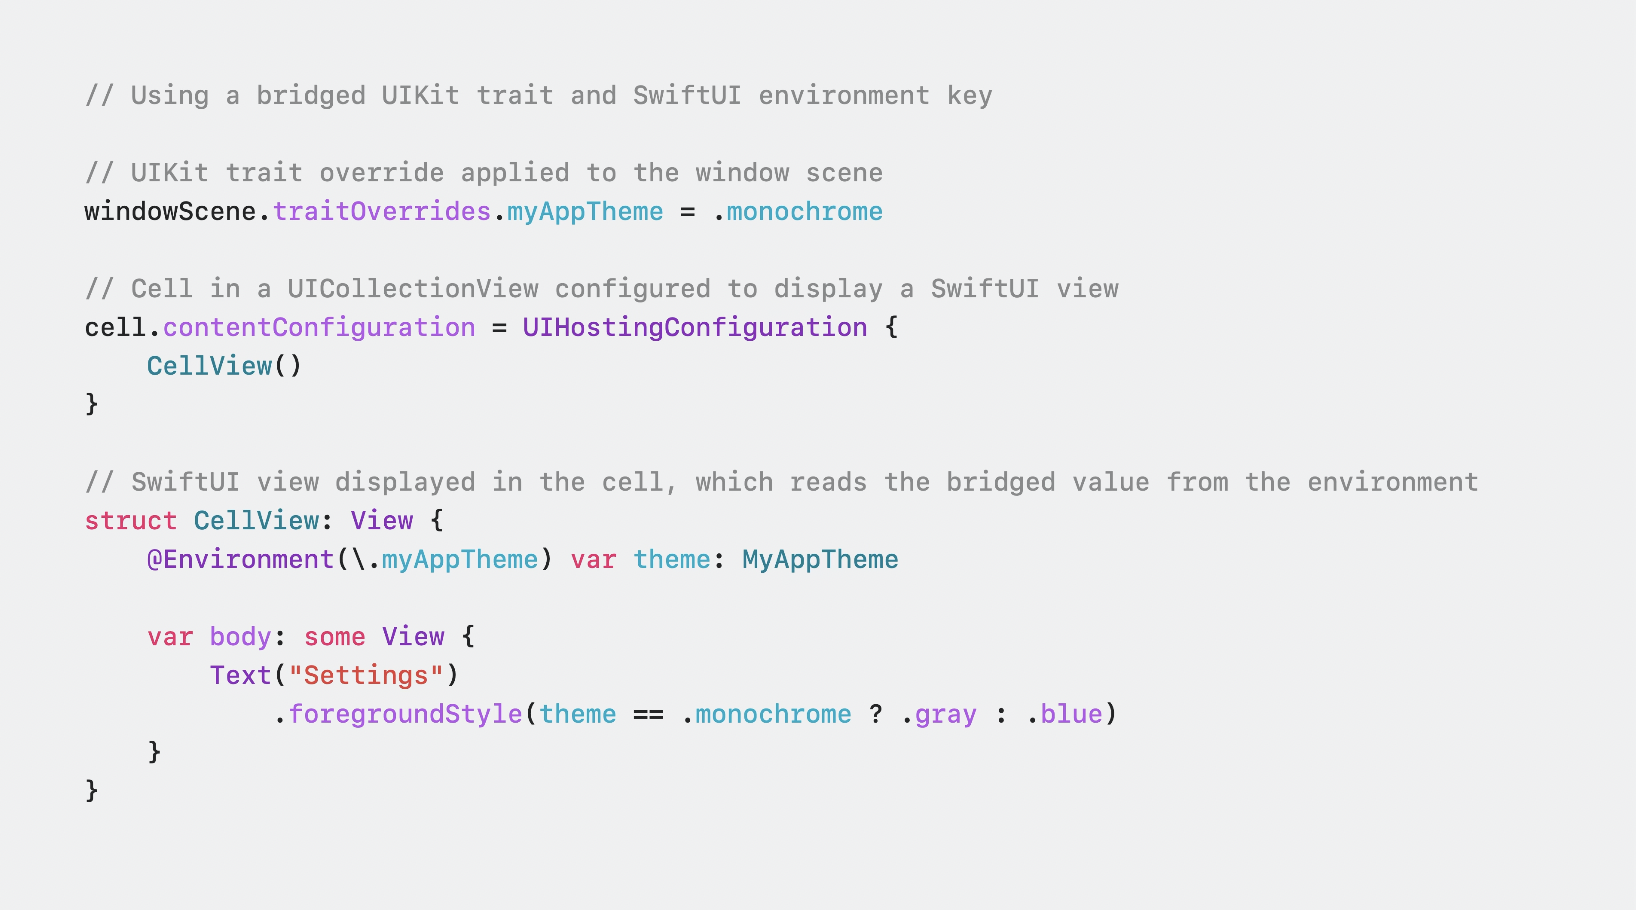 // Using a bridged UIKit trait and SwiftUI environment key

// UIKit trait override applied to the window scene
windowScene.traitOverrides.myAppTheme = .monochrome

// Cell in a UICollectionView configured to display a SwiftUI view
cell.contentConfiguration = UIHostingConfiguration {
    CellView()
}

// SwiftUI view displayed in the cell, which reads the bridged value from the environment
struct CellView: View {
    @Environment(\.myAppTheme) var theme: MyAppTheme

    var body: some View {
        Text("Settings")
            .foregroundStyle(theme == .monochrome ? .gray : .blue)
    }
}